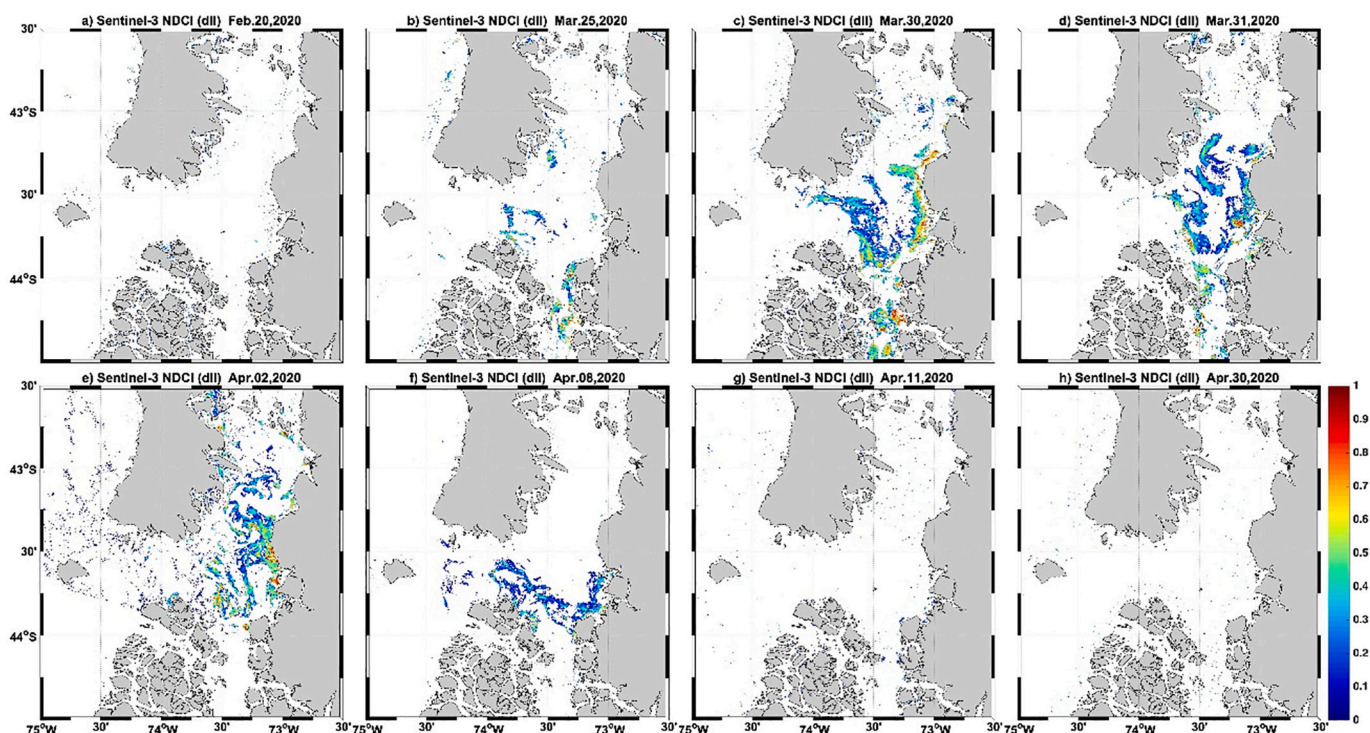 a) Sentinel-3 NDCI (dll) Feb.20,2020
b) Sentinel-3 NDCI (dll) Mar.25,2020
c) Sentinel-3 NDCI (dll) Mar.30,2020
d) Sentinel-3 NDCI (dll) Mar.31,2020
30'
43°S
30'
44°S
e) Sentinel-3 NDCI (dll) Apr.02,2020
f) Sentinel-3 NDCI (dll) Apr.08,2020
g) Sentinel-3 NDCI (dll) Apr.11,2020
h) Sentinel-3 NDCI (dll) Apr.30,2020
30'
43°S
30'
44°S
75°W 30' 74°W 30' 73°W 30'
30' 74°W 30' 73°W 30'
75°W 30' 74°W 30' 73°W 30'
75°W 30' 74°W 30' 73°W 30'
1
0.9
0.8
0.7
0.6
0.5
0.4
0.3
0.2
0.1
0